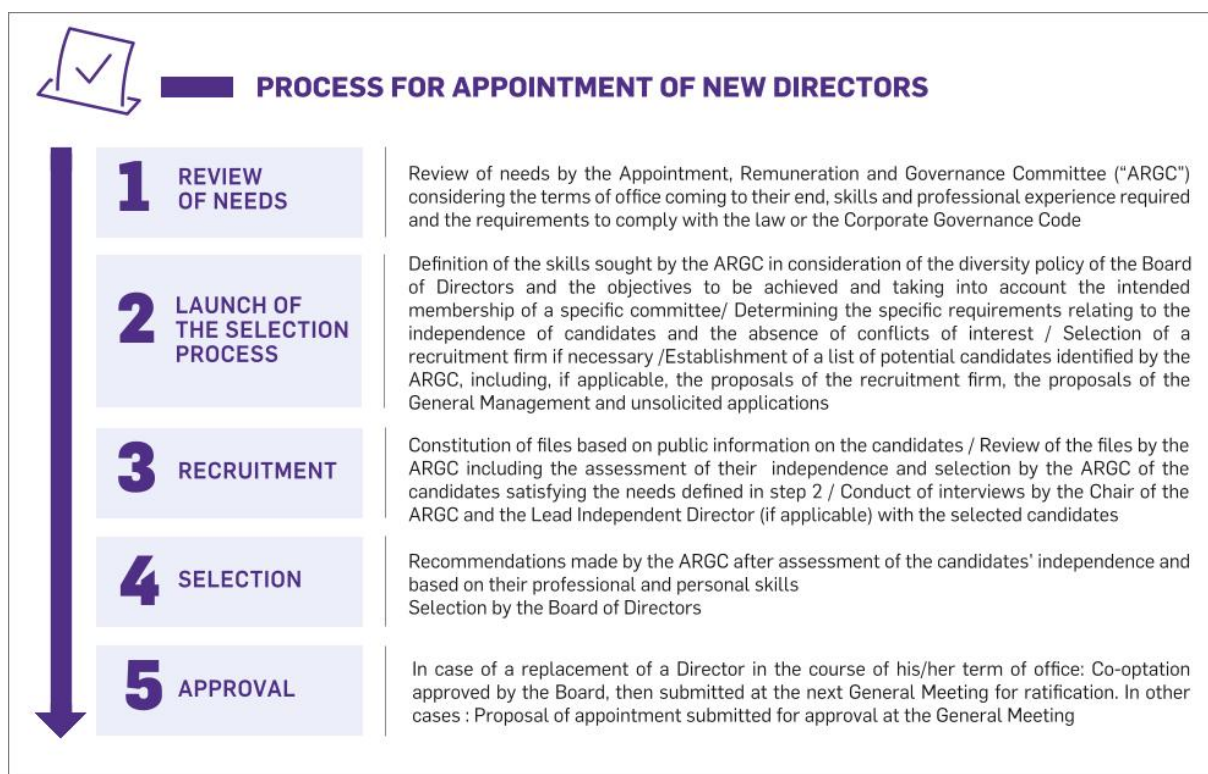 PROCESS FOR APPOINTMENT OF NEW DIRECTORS
1
REVIEW
OF NEEDS
Review of needs by the Appointment, Remuneration and Governance Committee (“ARGC”)
considering the terms of office coming to their end, skills and professional experience required
and the requirements to comply with the law or the Corporate Governance Code
2
LAUNCH OF
THE SELECTION
PROCESS
Definition of the skills sought by the ARGC in consideration of the diversity policy of the Board
of Directors and the objectives to be achieved and taking into account the intended
membership of a specific committee/ Determining the specific requirements relating to the
independence of candidates and the absence of conflicts of interest / Selection of a
recruitment firm if necessary /Establishment of a list of potential candidates identified by the
ARGC, including, if applicable, the proposals of the recruitment firm, the proposals of the
General Management and unsolicited applications
3
RECRUITMENT
Constitution of files based on public information on the candidates / Review of the files by the
ARGC including the assessment of their independence and selection by the ARGC of the
candidates satisfying the needs defined in step 2 / Conduct of interviews by the Chair of the
ARGC and the Lead Independent Director (if applicable) with the selected candidates
4
SELECTION
Recommendations made by the ARGC after assessment of the candidates’ independence and
based on their professional and personal skills
Selection by the Board of Directors
5
APPROVAL
In case of a replacement of a Director in the course of his/her term of office: Co-optation
approved by the Board, then submitted at the next General Meeting for ratification. In other
cases : Proposal of appointment submitted for approval at the General Meeting